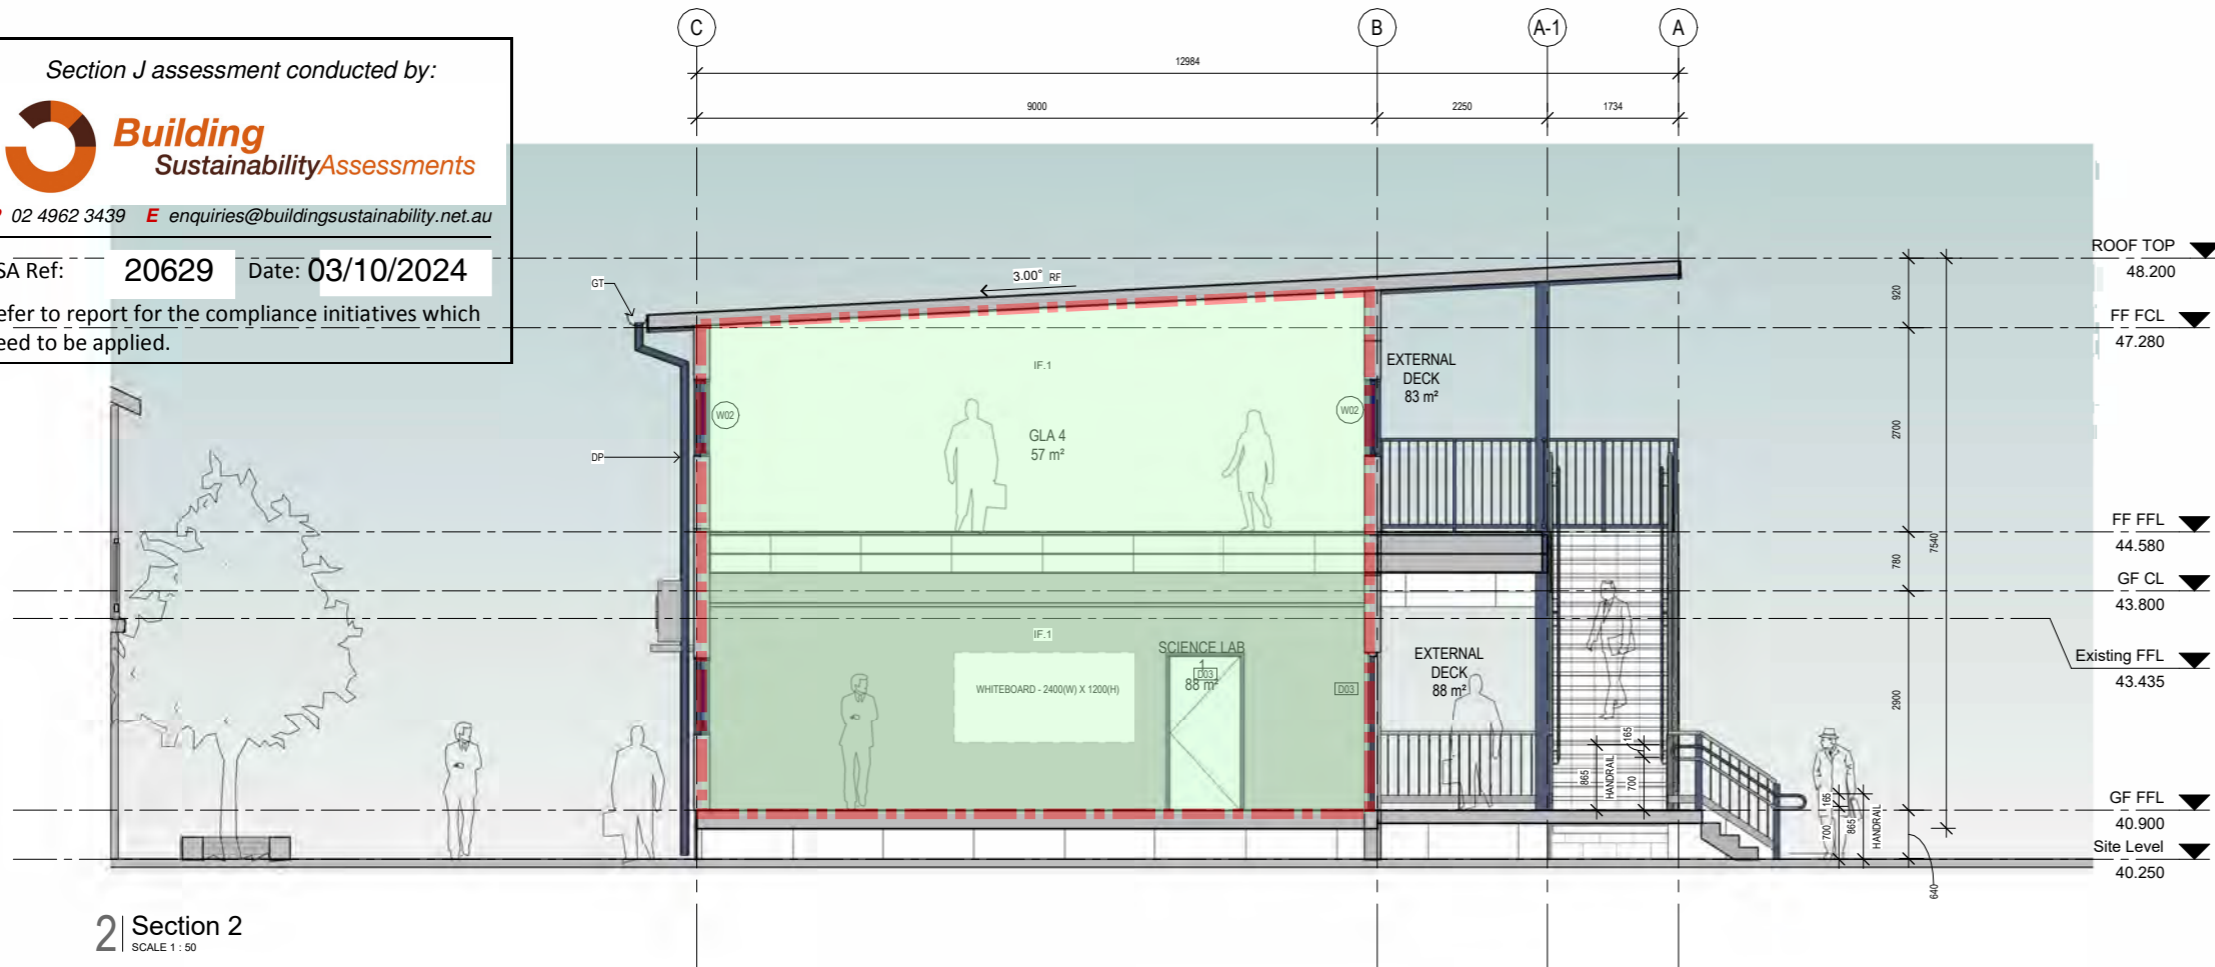 C
B
A-1
A
12984
9000
2250
1734
Section J assessment conducted by:
Building
SustainabilityAssessments
02 4962 3439 E enquiries@buildingsustainability.net.au
SA Ref: 20629 Date: 03/10/2024
efer to report for the compliance initiatives which
eed to be applied.
GT
3.00° RF
DP
IF.1
W02
W02
GLA 4
57 m²
EXTERNAL
DECK
83 m²
IF.1
WHITEBOARD - 2400(W) X 1200(H)
SCIENCE LAB
1
D03
88 m²
D03
EXTERNAL
DECK
88 m²
865
HANDRAIL
700
165
700
165
865
HANDRAIL
920
2700
780
2900
7540
640
ROOF TOP
48.200
FF FCL
47.280
FF FFL
44.580
GF CL
43.800
Existing FFL
43.435
GF FFL
40.900
Site Level
40.250
2 Section 2
SCALE 1 : 50